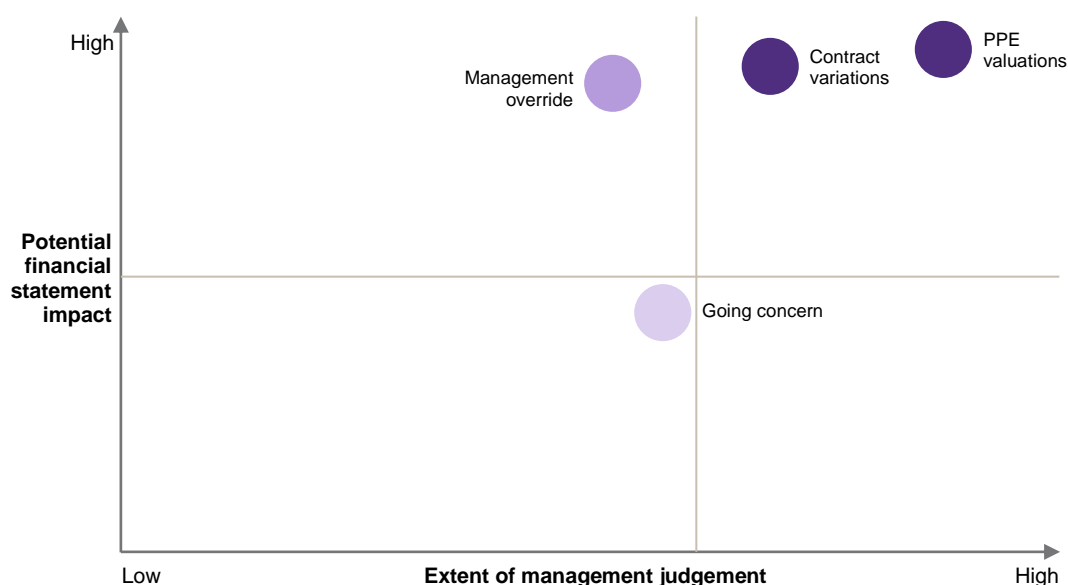 High
Management
override
Contract
variations
PPE
valuations
Potential
financial
statement
impact
Going concern
Low
Extent of management judgement
High